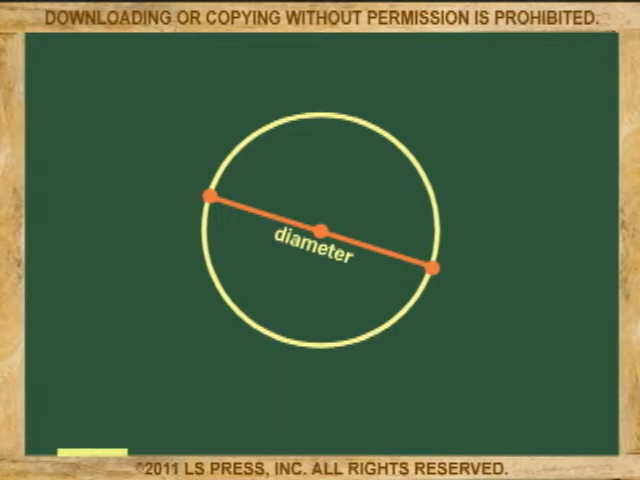 DOWNLOADING OR COPYING WITHOUT PERMISSION IS PROHIBITED.
diameter
©2011 LS PRESS, INC. ALL RIGHTS RESERVED.